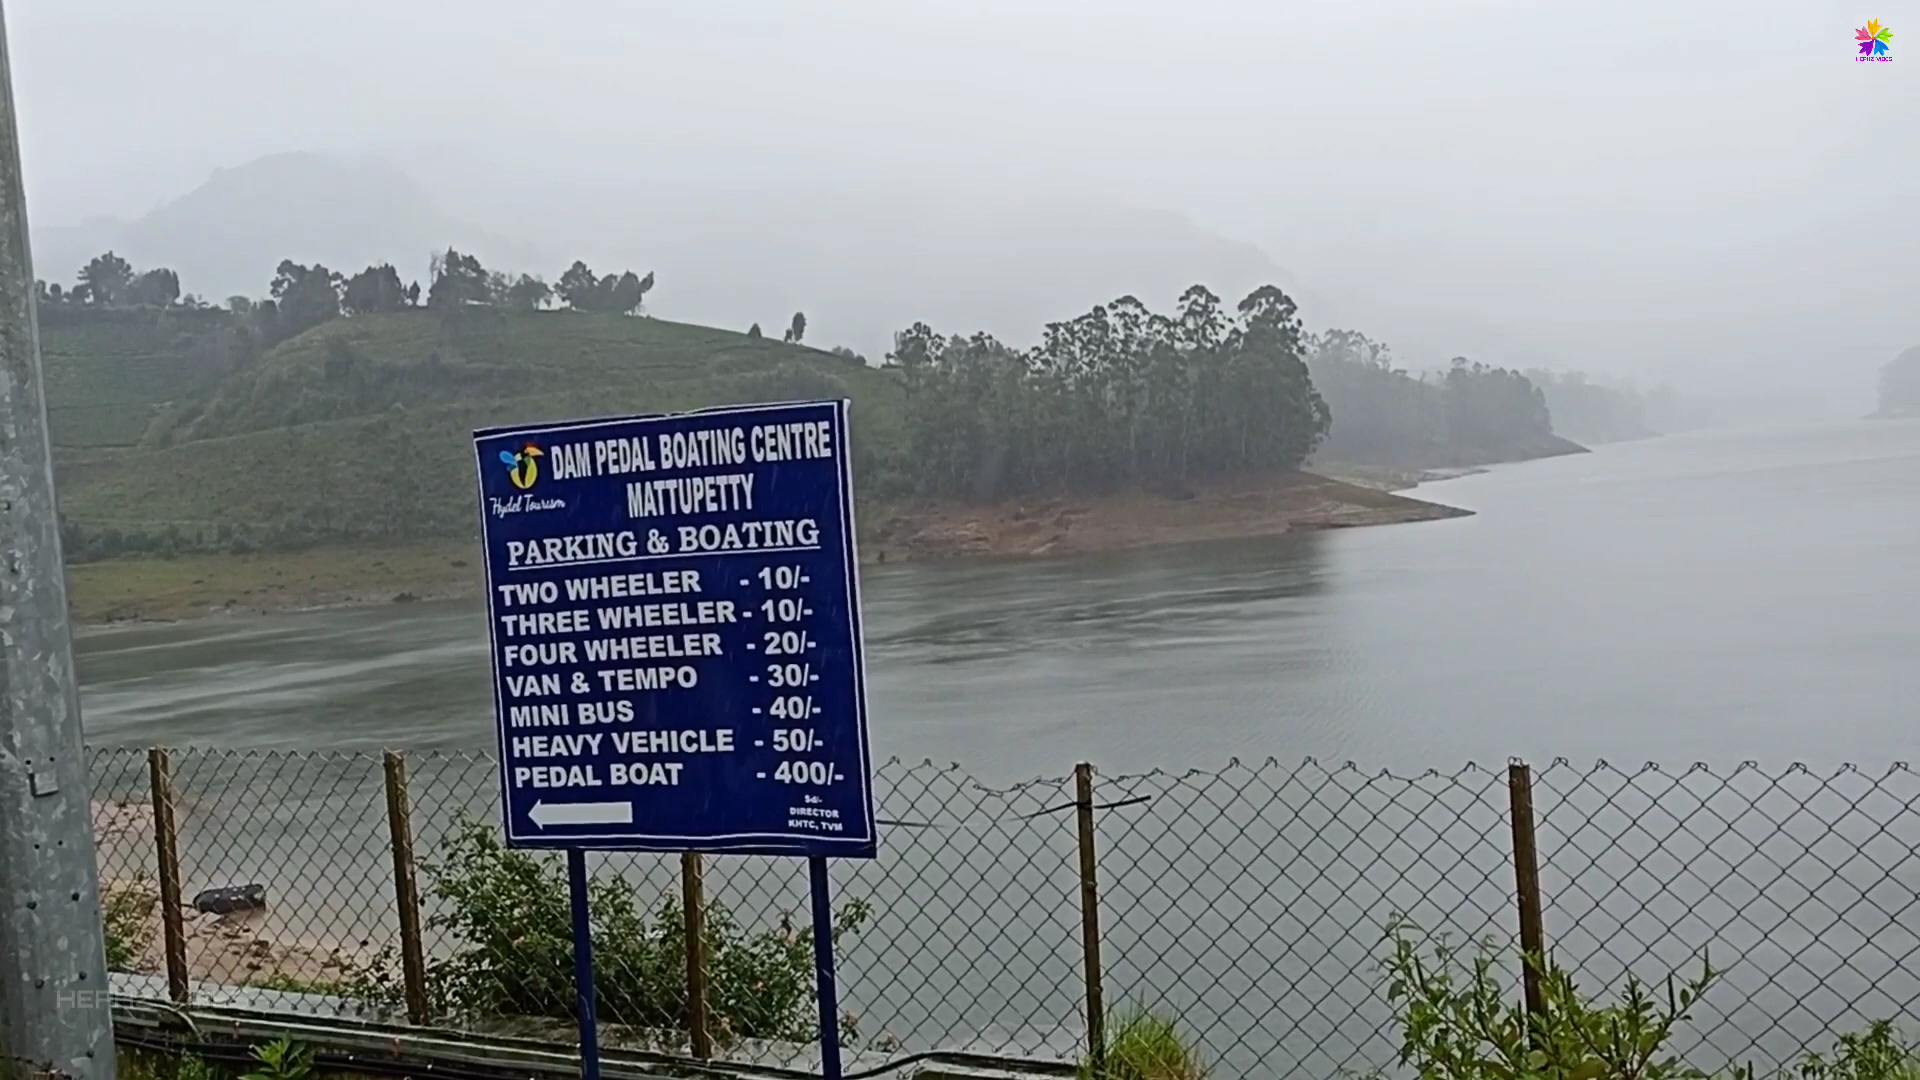 DAM PEDAL BOATING CENTRE
MATTUPETTY
Hydel Tourism
PARKING & BOATING
TWO WHEELER - 10/-
THREE WHEELER - 10/-
FOUR WHEELER - 20/-
VAN & TEMPO - 30/-
MINI BUS - 40/-
HEAVY VEHICLE - 50/-
PEDAL BOAT - 400/-
Sd/-
DIRECTOR
KHTC, TVM